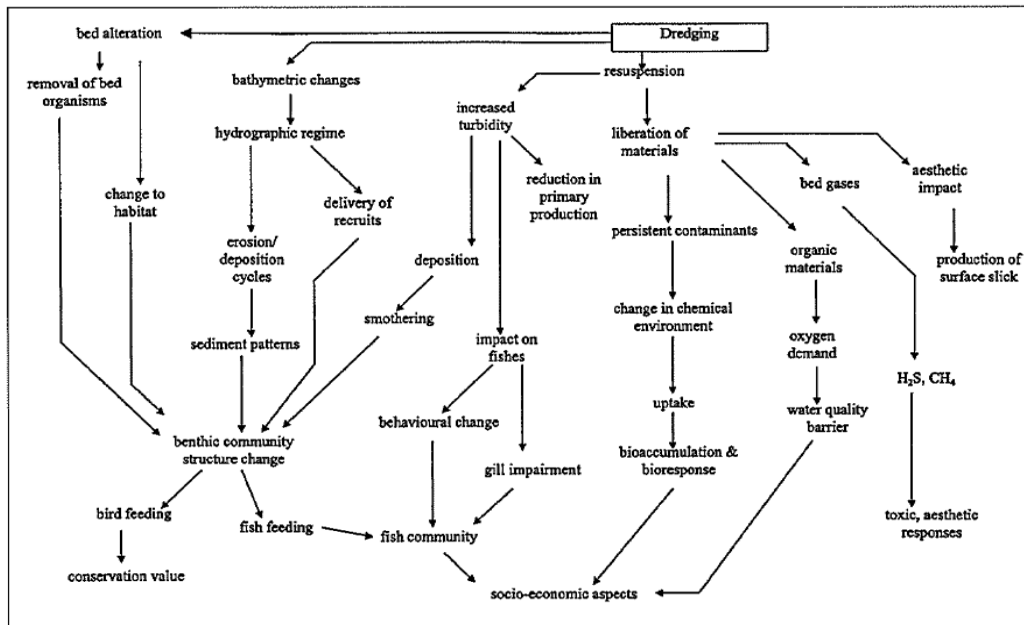 Dredging
bed alteration
resuspension
bathymetric changes
removal of bed
organisms
increased
turbidity
hydrographic regime
liberation of
materials
aesthetic
impact
bed gases
change to
habitat
delivery of
recruits
reduction in
primary
production
persistent contaminants
erosion/
deposition
cycles
deposition
organic
materials
production of
surface slick
change in chemical
environment
smothering
sediment patterns
impact on
fishes
oxygen
demand
H₂S, CH₄
uptake
water quality
barrier
behavioural change
benthic community
structure change
bioaccumulation &
bioresponse
gill impairment
bird feeding
fish feeding
fish community
toxic, aesthetic
responses
conservation value
socio-economic aspects